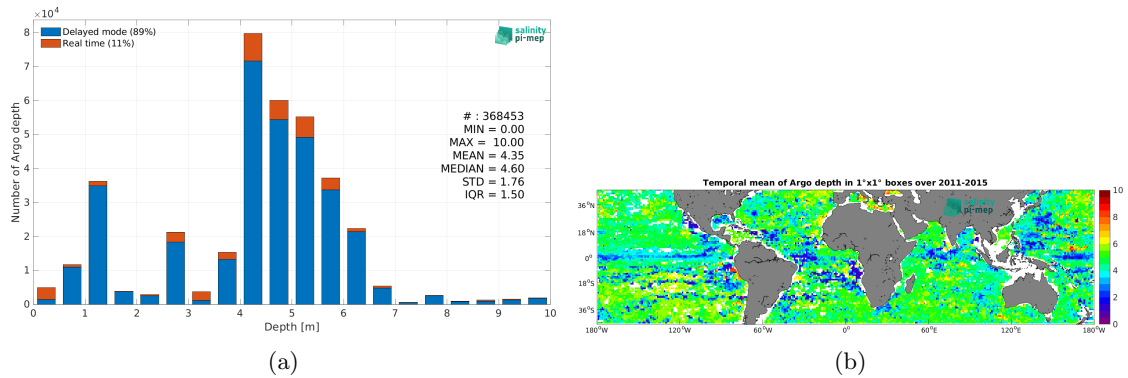 ×10⁴
Delayed mode (89%)
Real time (11%)
salinity
pi-mep
8
7
6
5
4
3
2
1
0
Number of Argo depth
# : 368453
MIN = 0.00
MAX = 10.00
MEAN = 4.35
MEDIAN = 4.60
STD = 1.76
IQR = 1.50
0 1 2 3 4 5 6 7 8 9 10
Depth [m]
(a)
Temporal mean of Argo depth in 1°x1° boxes over 2011-2015
salinity
pi-mep
36°N
18°N
0°
18°S
36°S
180°W 120°W 60°W 0° 60°E 120°E 180°W
10
8
6
4
2
0
(b)